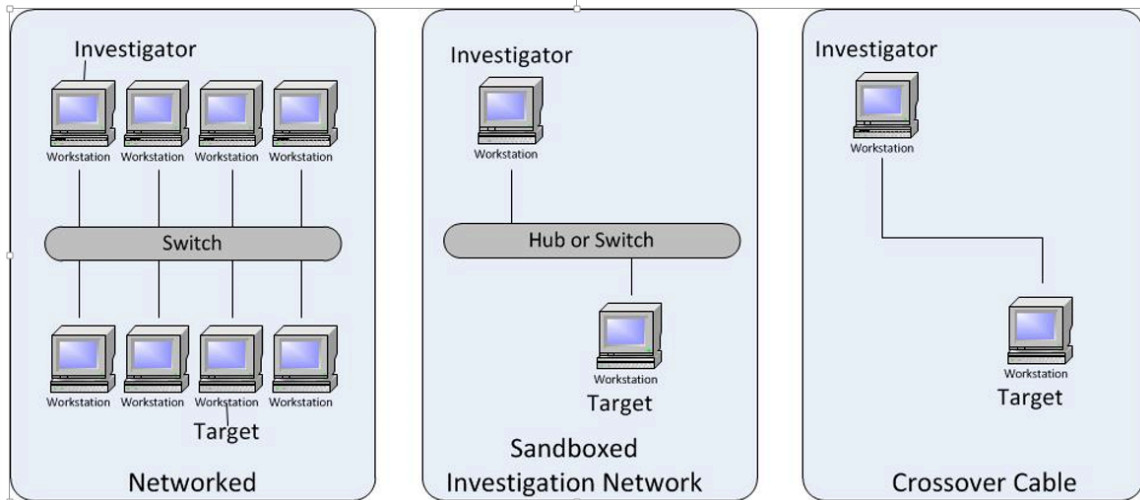 Investigator
Workstation Workstation Workstation Workstation
Switch
Workstation Workstation Workstation Workstation
Target
Networked
Investigator
Workstation
Hub or Switch
Workstation
Target
Sandboxed
Investigation Network
Investigator
Workstation
Workstation
Target
Crossover Cable